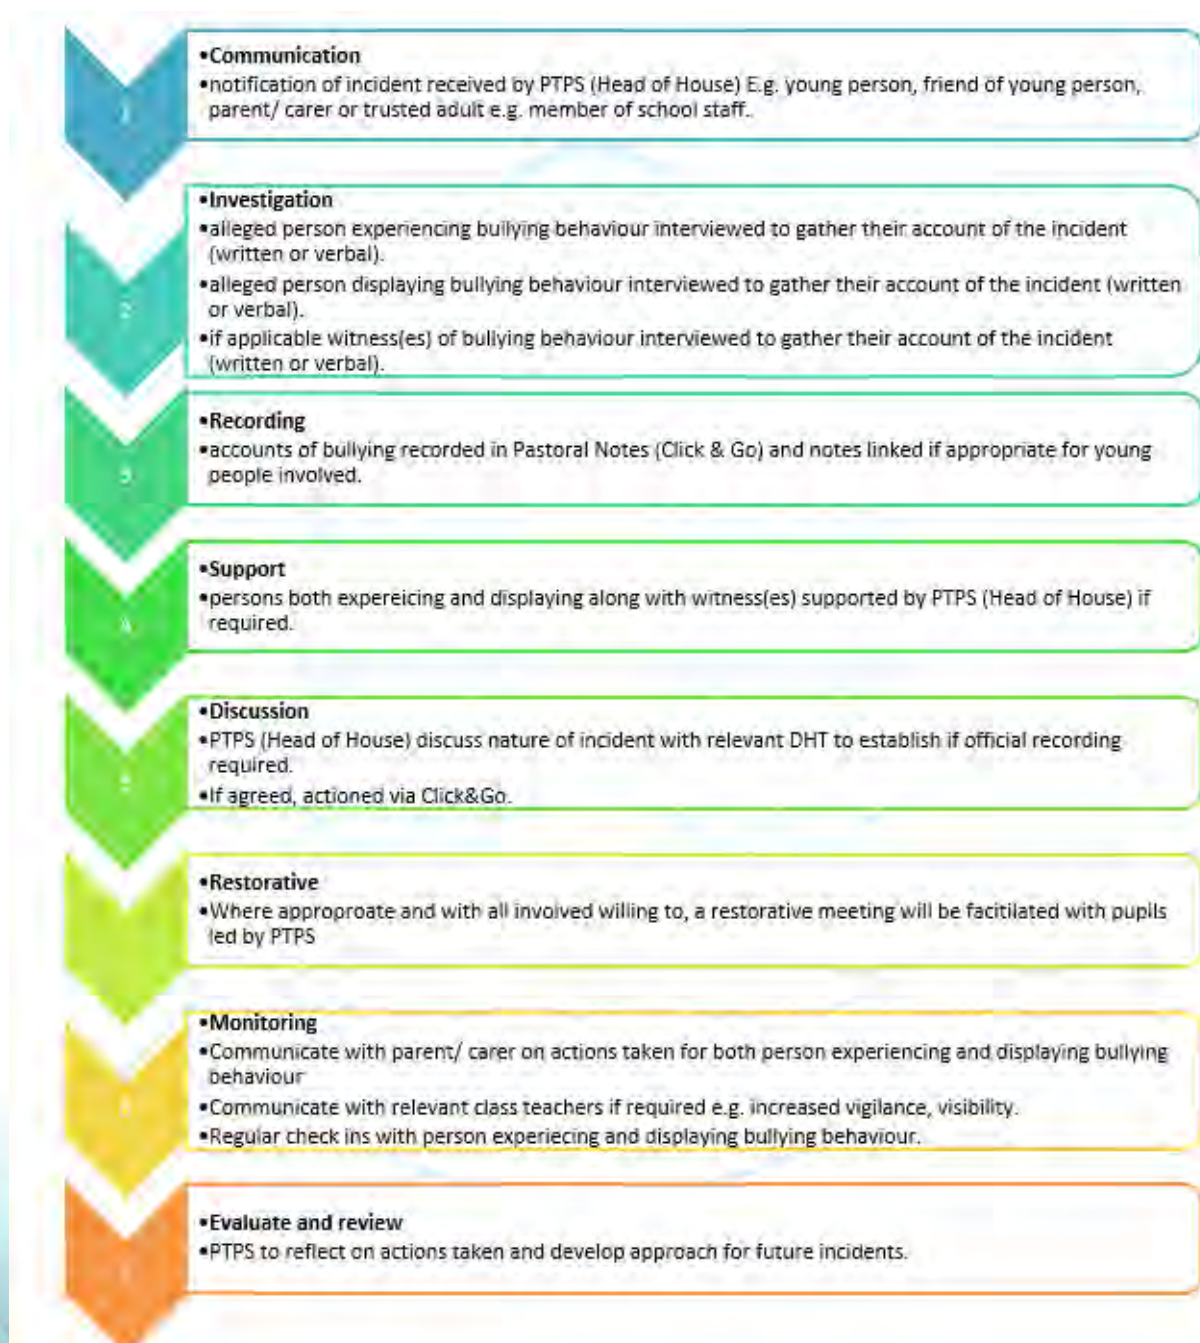 1
•Communication
•notification of incident received by PTPS (Head of House) E.g. young person, friend of young person,
parent/ carer or trusted adult e.g. member of school staff.
2
•Investigation
•alleged person experiencing bullying behaviour interviewed to gather their account of the incident
(written or verbal).
•alleged person displaying bullying behaviour interviewed to gather their account of the incident (written
or verbal).
•if applicable witness(es) of bullying behaviour interviewed to gather their account of the incident
(written or verbal).
3
•Recording
•accounts of bullying recorded in Pastoral Notes (Click & Go) and notes linked if appropriate for young
people involved.
4
•Support
•persons both expereicing and displaying along with witness(es) supported by PTPS (Head of House) if
required.
•Discussion
•PTPS (Head of House) discuss nature of incident with relevant DHT to establish if official recording
required.
•If agreed, actioned via Click&Go.
•Restorative
•Where approproate and with all involved willing to, a restorative meeting will be facitilated with pupils
led by PTPS
•Monitoring
•Communicate with parent/ carer on actions taken for both person experiencing and displaying bullying
behaviour
•Communicate with relevant class teachers if required e.g. increased vigilance, visibility.
•Regular check ins with person experiecing and displaying bullying behaviour.
•Evaluate and review
•PTPS to reflect on actions taken and develop approach for future incidents.